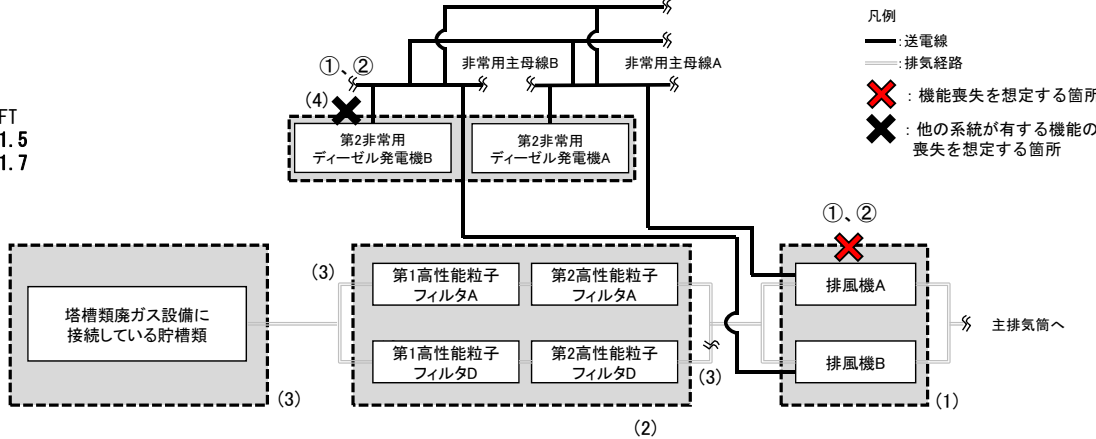 凡例
:送電線
:排気経路
:機能喪失を想定する箇所
:他の系統が有する機能の
喪失を想定する箇所
FT
1.5
1.7
①、②
非常用主母線B
非常用主母線A
(4)
第2非常用
ディーゼル発電機B
第2非常用
ディーゼル発電機A
①、②
塔槽類廃ガス設備に
接続している貯槽類
(3)
(3)
第1高性能粒子
フィルタA
第2高性能粒子
フィルタA
第1高性能粒子
フィルタD
第2高性能粒子
フィルタD
(3)
(2)
排風機A
排風機B
(1)
主排気筒へ